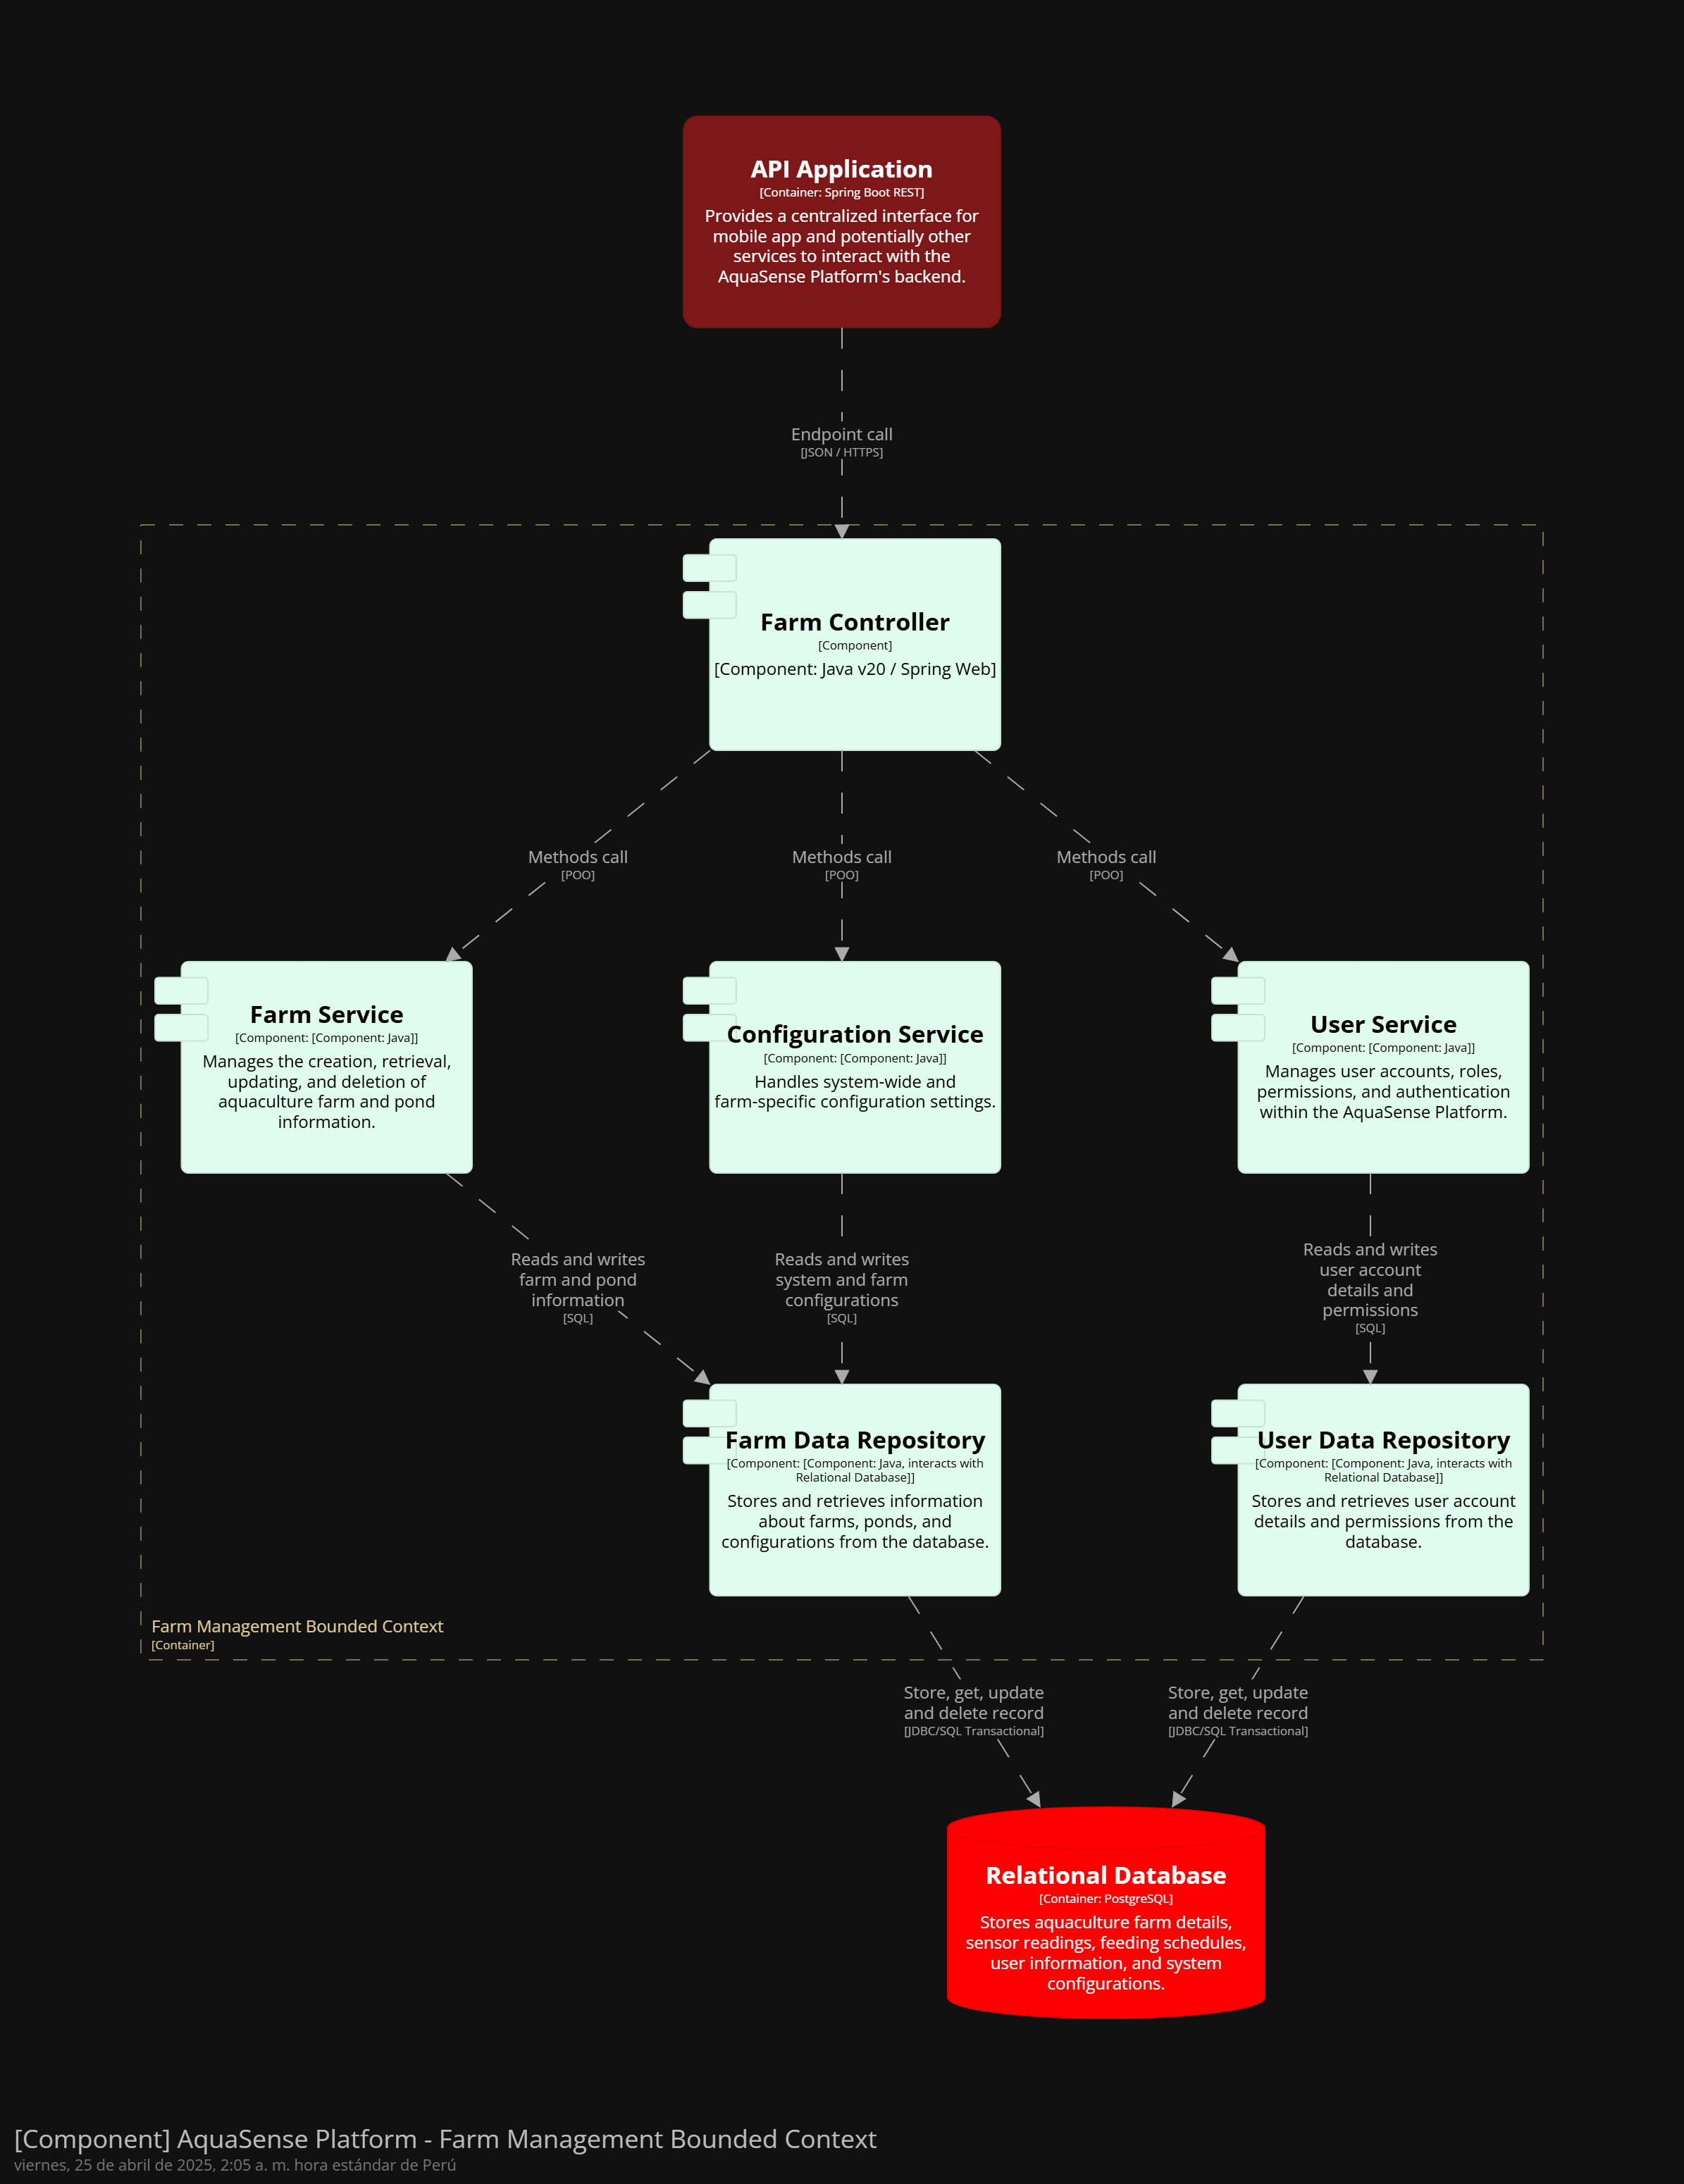 API Application
[Container: Spring Boot REST]
Provides a centralized interface for
mobile app and potentially other
services to interact with the
AquaSense Platform's backend.
Endpoint call
[JSON / HTTPS]
Farm Controller
[Component]
[Component: Java v20 / Spring Web]
Methods call
[POO]
Methods call
[POO]
Methods call
[POO]
Farm Service
[Component: [Component: Java]]
Manages the creation, retrieval,
updating, and deletion of
aquaculture farm and pond
information.
Configuration Service
[Component: [Component: Java]]
Handles system-wide and
farm-specific configuration settings.
User Service
[Component: [Component: Java]]
Manages user accounts, roles,
permissions, and authentication
within the AquaSense Platform.
Reads and writes
farm and pond
information
[SQL]
Reads and writes
system and farm
configurations
[SQL]
Reads and writes
user account
details and
permissions
[SQL]
Farm Data Repository
[Component: [Component: Java, interacts with
Relational Database]]
Stores and retrieves information
about farms, ponds, and
configurations from the database.
User Data Repository
[Component: [Component: Java, interacts with
Relational Database]]
Stores and retrieves user account
details and permissions from the
database.
Farm Management Bounded Context
[Container]
Store, get, update
and delete record
[JDBC/SQL Transactional]
Store, get, update
and delete record
[JDBC/SQL Transactional]
Relational Database
[Container: PostgreSQL]
Stores aquaculture farm details,
sensor readings, feeding schedules,
user information, and system
configurations.
[Component] AquaSense Platform - Farm Management Bounded Context
viernes, 25 de abril de 2025, 2:05 a. m. hora estándar de Perú